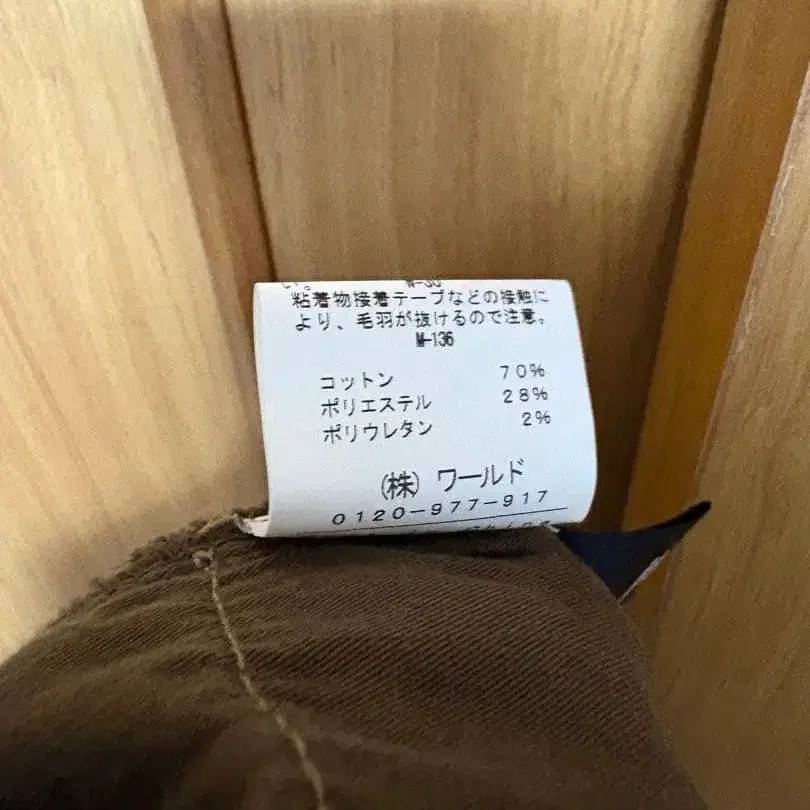 い。
粘着物接着テープなどの接触に
より、毛羽が抜けるので注意。
M-136
コットン 70%
ポリエステル 28%
ポリウレタン 2%
(株) ワールド
0120-977-917